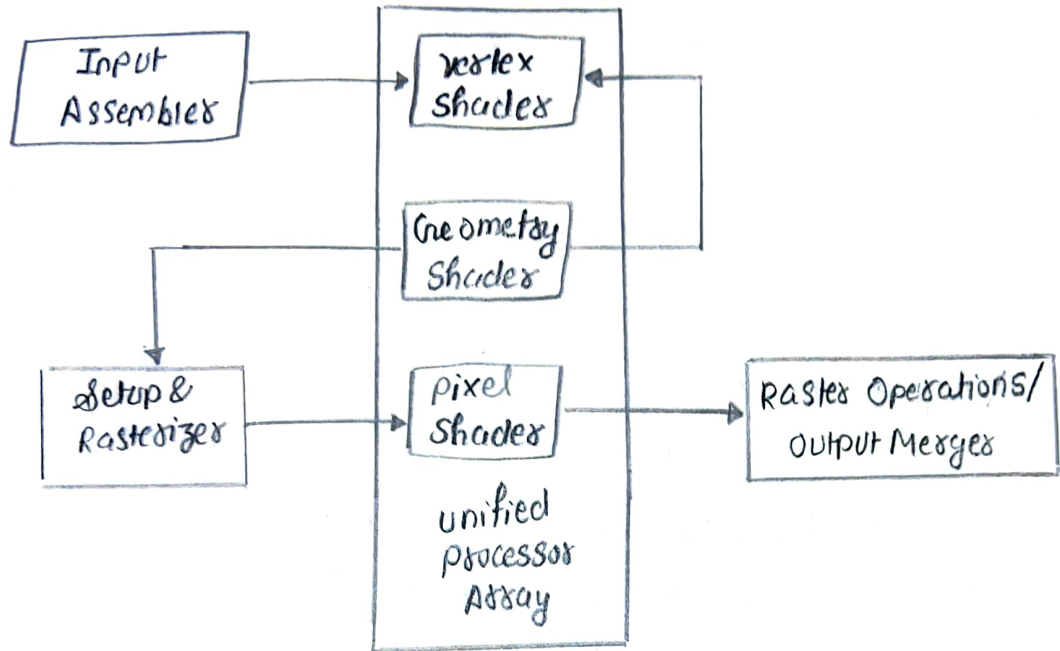 Input
Assembler
vertex
Shader
Geometry
Shader
Setup &
Rasterizer
pixel
Shader
Raster Operations/
Output Merger
unified
processor
Array